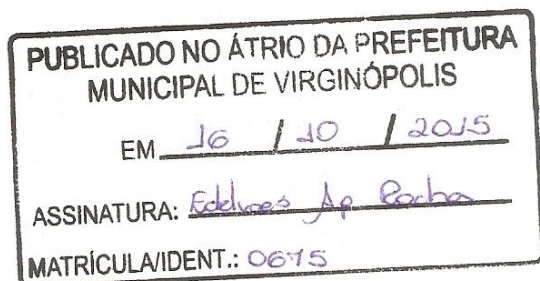 PUBLICADO NO ÁTRIO DA PREFEITURA
MUNICIPAL DE VIRGINÓPOLIS
EM 16 / 10 / 2015
ASSINATURA: Ap Rocha
MATRÍCULA/IDENT.: 0675